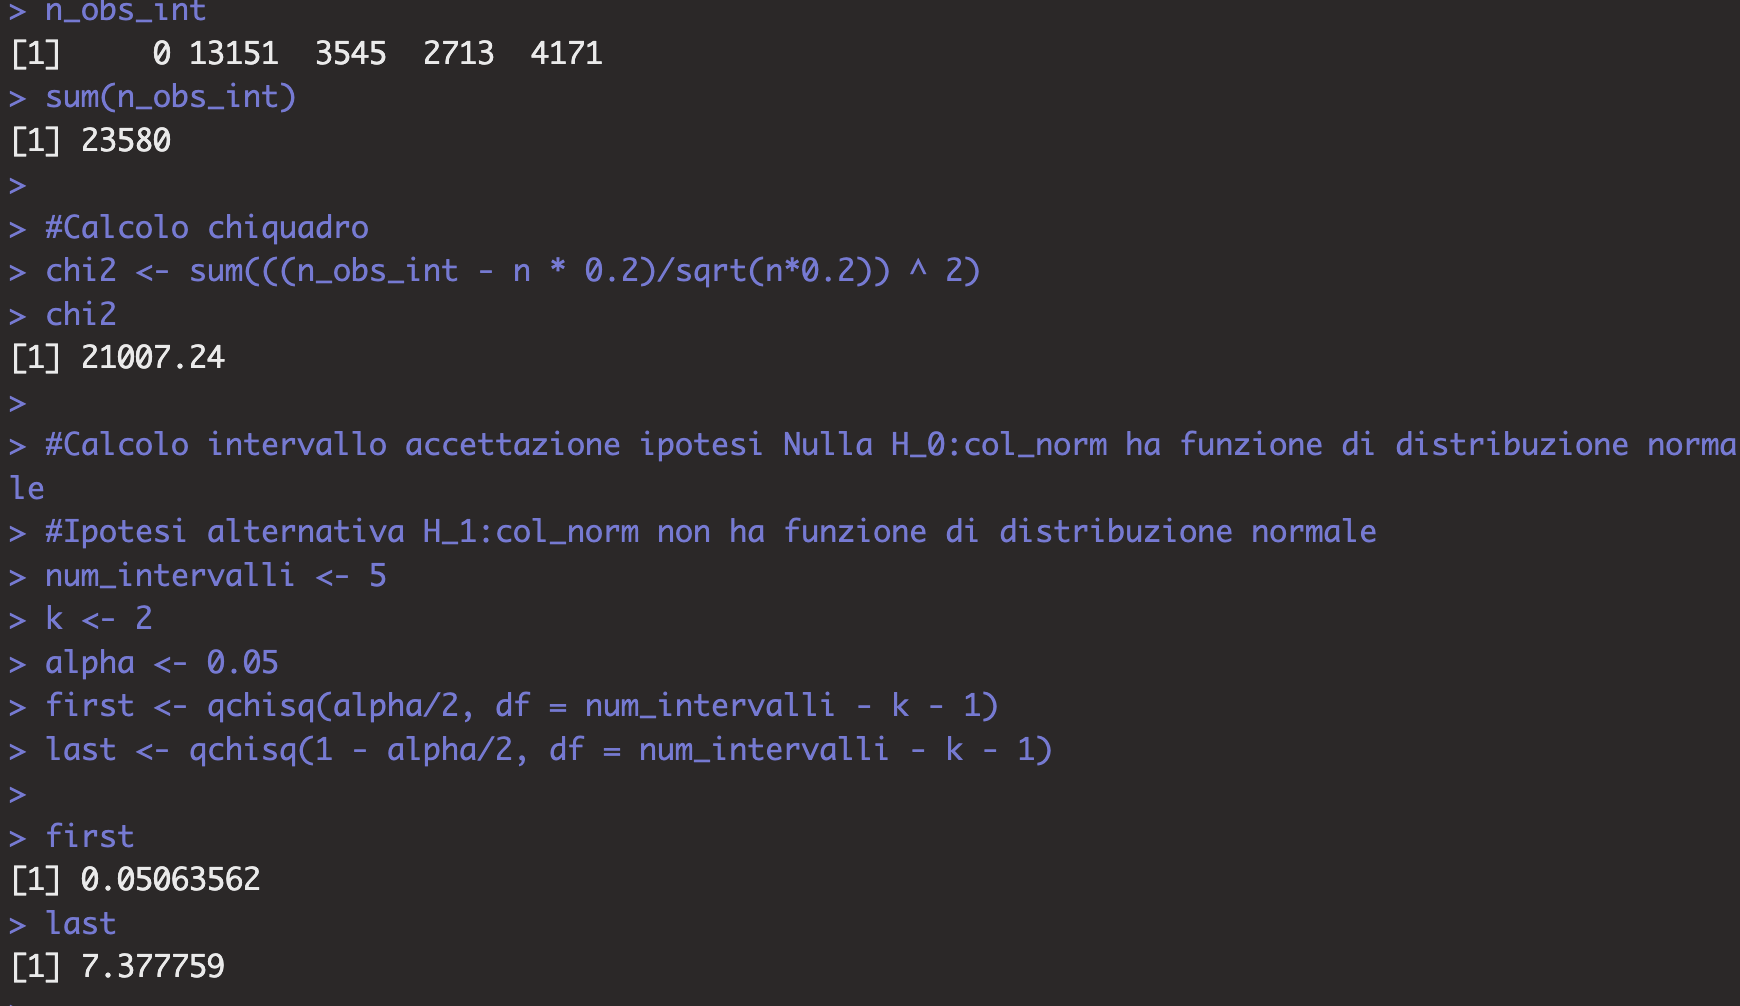 > n_obs_int
[1]     0 13151  3545  2713  4171
> sum(n_obs_int)
[1] 23580
>
> #Calcolo chiquadro
> chi2 <- sum(((n_obs_int - n * 0.2)/sqrt(n*0.2)) ^ 2)
> chi2
[1] 21007.24
>
> #Calcolo intervallo accettazione ipotesi Nulla H_0:col_norm ha funzione di distribuzione norma
le
> #Ipotesi alternativa H_1:col_norm non ha funzione di distribuzione normale
> num_intervalli <- 5
> k <- 2
> alpha <- 0.05
> first <- qchisq(alpha/2, df = num_intervalli - k - 1)
> last <- qchisq(1 - alpha/2, df = num_intervalli - k - 1)
>
> first
[1] 0.05063562
> last
[1] 7.377759